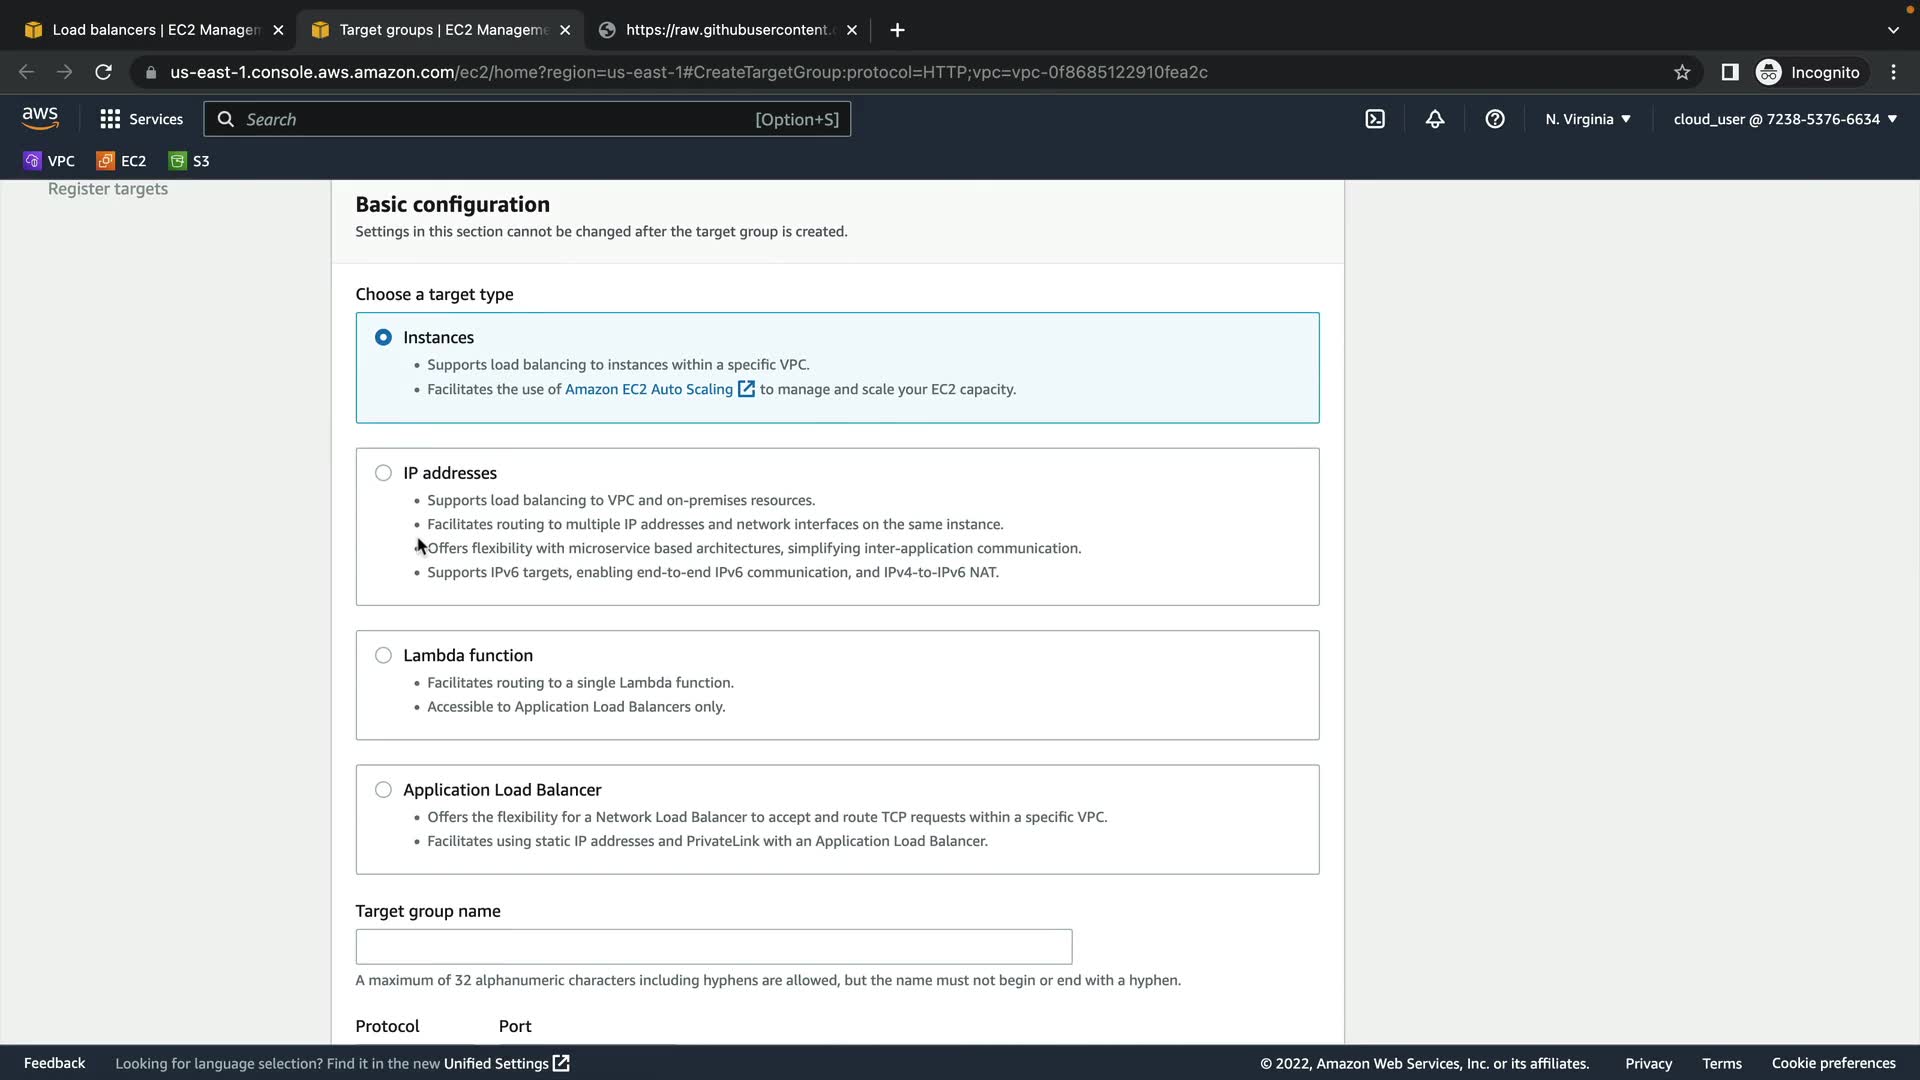 Load balancers | EC2 Managem
Target groups | EC2 Manageme
https://raw.githubusercontent.c
us-east-1.console.aws.amazon.com/ec2/home?region=us-east-1#CreateTargetGroup:protocol=HTTP;vpc=vpc-0f8685122910fea2c
Incognito
aws
Services
Search
[Option+S]
N. Virginia
cloud_user @ 7238-5376-6634
VPC
EC2
S3
Register targets
Basic configuration
Settings in this section cannot be changed after the target group is created.
Choose a target type
Instances
• Supports load balancing to instances within a specific VPC.
• Facilitates the use of Amazon EC2 Auto Scaling to manage and scale your EC2 capacity.
IP addresses
• Supports load balancing to VPC and on-premises resources.
• Facilitates routing to multiple IP addresses and network interfaces on the same instance.
• Offers flexibility with microservice based architectures, simplifying inter-application communication.
• Supports IPv6 targets, enabling end-to-end IPv6 communication, and IPv4-to-IPv6 NAT.
Lambda function
• Facilitates routing to a single Lambda function.
• Accessible to Application Load Balancers only.
Application Load Balancer
• Offers the flexibility for a Network Load Balancer to accept and route TCP requests within a specific VPC.
• Facilitates using static IP addresses and PrivateLink with an Application Load Balancer.
Target group name
A maximum of 32 alphanumeric characters including hyphens are allowed, but the name must not begin or end with a hyphen.
Protocol
Port
Feedback
Looking for language selection? Find it in the new Unified Settings
© 2022, Amazon Web Services, Inc. or its affiliates.
Privacy
Terms
Cookie preferences